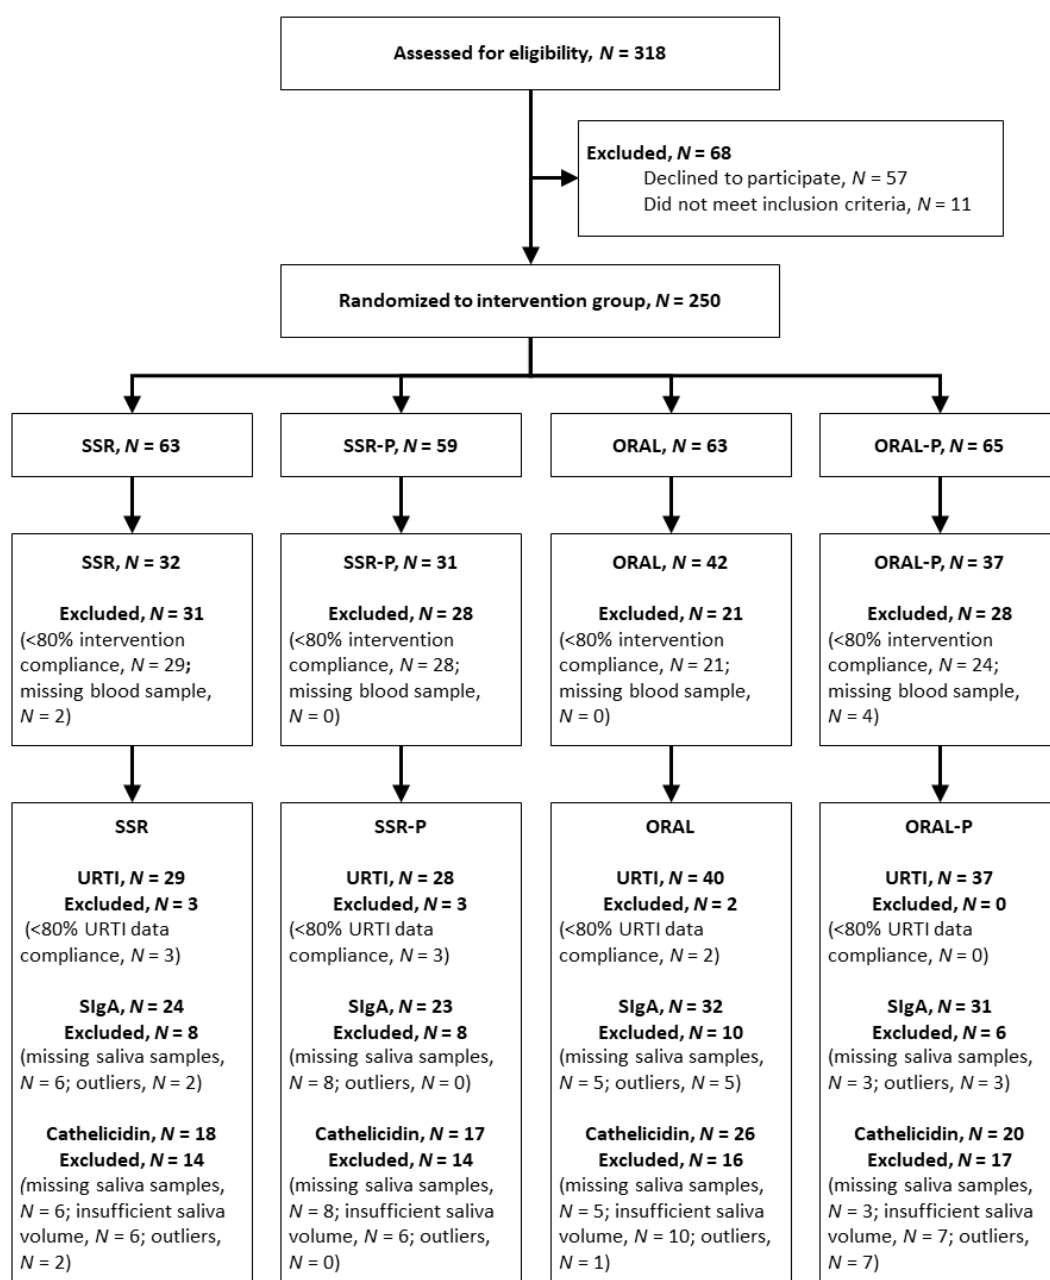 Assessed for eligibility, N = 318
Excluded, N = 68
Declined to participate, N = 57
Did not meet inclusion criteria, N = 11
Randomized to intervention group, N = 250
SSR, N = 63
SSR-P, N = 59
ORAL, N = 63
ORAL-P, N = 65
SSR, N = 32
Excluded, N = 31
(<80% intervention
compliance, N = 29;
missing blood sample,
N = 2)
SSR-P, N = 31
Excluded, N = 28
(<80% intervention
compliance, N = 28;
missing blood sample,
N = 0)
ORAL, N = 42
Excluded, N = 21
(<80% intervention
compliance, N = 21;
missing blood sample,
N = 0)
ORAL-P, N = 37
Excluded, N = 28
(<80% intervention
compliance, N = 24;
missing blood sample,
N = 4)
SSR
URTI, N = 29
Excluded, N = 3
(<80% URTI data
compliance, N = 3)
SIgA, N = 24
Excluded, N = 8
(missing saliva samples,
N = 6; outliers, N = 2)
Cathelicidin, N = 18
Excluded, N = 14
(missing saliva samples,
N = 6; insufficient saliva
volume, N = 6; outliers,
N = 2)
SSR-P
URTI, N = 28
Excluded, N = 3
(<80% URTI data
compliance, N = 3)
SIgA, N = 23
Excluded, N = 8
(missing saliva samples,
N = 8; outliers, N = 0)
Cathelicidin, N = 17
Excluded, N = 14
(missing saliva samples,
N = 8; insufficient saliva
volume, N = 6; outliers,
N = 0)
ORAL
URTI, N = 40
Excluded, N = 2
(<80% URTI data
compliance, N = 2)
SIgA, N = 32
Excluded, N = 10
(missing saliva samples,
N = 5; outliers, N = 5)
Cathelicidin, N = 26
Excluded, N = 16
(missing saliva samples,
N = 5; insufficient saliva
volume, N = 10; outliers,
N = 1)
ORAL-P
URTI, N = 37
Excluded, N = 0
(<80% URTI data
compliance, N = 0)
SIgA, N = 31
Excluded, N = 6
(missing saliva samples,
N = 3; outliers, N = 3)
Cathelicidin, N = 20
Excluded, N = 17
(missing saliva samples,
N = 3; insufficient saliva
volume, N = 7; outliers,
N = 7)